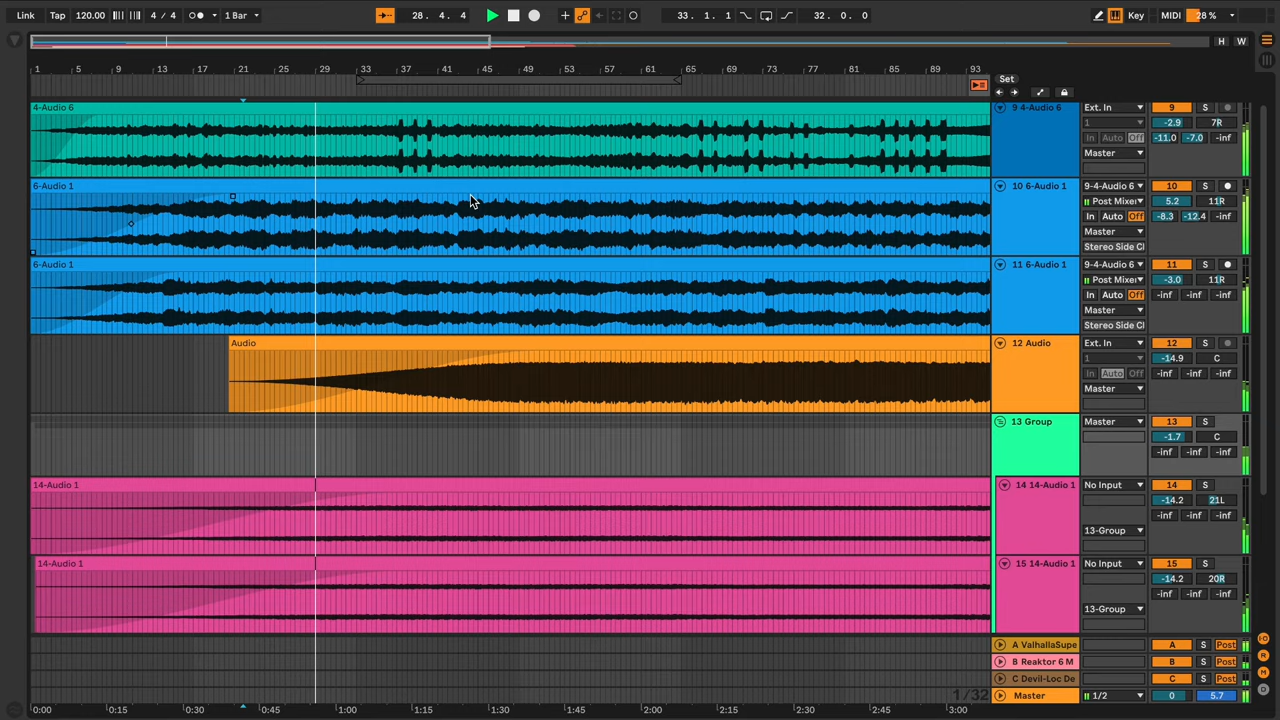 Link Tap 120.00 4 / 4 1 Bar 28. 4. 4 33. 1. 1 32. 0. 0 Key MIDI 28 %
H W
1 5 9 13 17 21 25 29 33 37 41 45 49 53 57 61 65 69 73 77 81 85 89 93
Set
4-Audio 6 9 4-Audio 6 Ext. In 9
1 -2.9 7R
In Auto Off -11.0 -7.0 -inf
Master
6-Audio 1 10 6-Audio 1 9-4-Audio 6 10 S
Post Mixer 5.2 11R
In Auto Off -8.3 -12.4 -inf
Master
Stereo Side Cl
6-Audio 1 11 6-Audio 1 9-4-Audio 6 11 S
Post Mixer -3.0 11R
In Auto Off -inf -inf -inf
Master
Stereo Side Cl
Audio 12 Audio Ext. In 12 S
1 -14.9 C
In Auto Off -inf -inf -inf
Master
13 Group Master 13 S
-1.7 C
-inf -inf -inf
14-Audio 1 14 14-Audio 1 No Input 14 S
-14.2 21L
-inf -inf -inf
13-Group
14-Audio 1 15 14-Audio 1 No Input 15 S
-14.2 20R
-inf -inf -inf
13-Group
A ValhallaSupe A S Post
B Reaktor 6 M B S Post
C Devil-Loc De C S Post
1/32 Master 1/2 0 5.7
0:00 0:15 0:30 0:45 1:00 1:15 1:30 1:45 2:00 2:15 2:30 2:45 3:00